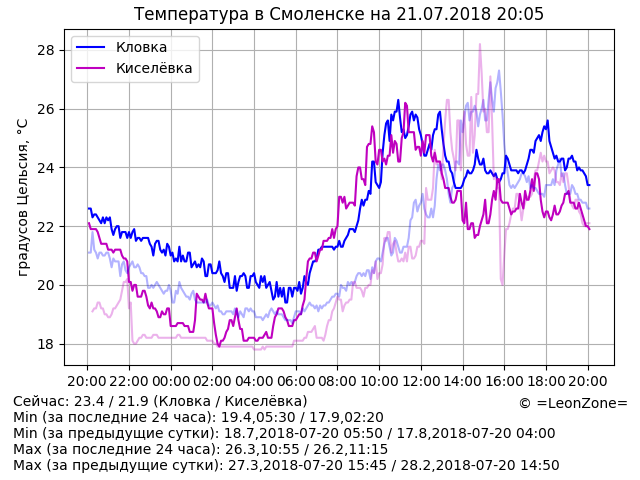 Температура в Смоленске на 21.07.2018 20:05
Кловка
Киселёвка
градусов Цельсия, °C
28
26
24
22
20
18
20:00 22:00 00:00 02:00 04:00 06:00 08:00 10:00 12:00 14:00 16:00 18:00 20:00
Сейчас: 23.4 / 21.9 (Кловка / Киселёвка)
© =LeonZone=
Min (за последние 24 часа): 19.4,05:30 / 17.9,02:20
Min (за предыдущие сутки): 18.7,2018-07-20 05:50 / 17.8,2018-07-20 04:00
Max (за последние 24 часа): 26.3,10:55 / 26.2,11:15
Max (за предыдущие сутки): 27.3,2018-07-20 15:45 / 28.2,2018-07-20 14:50